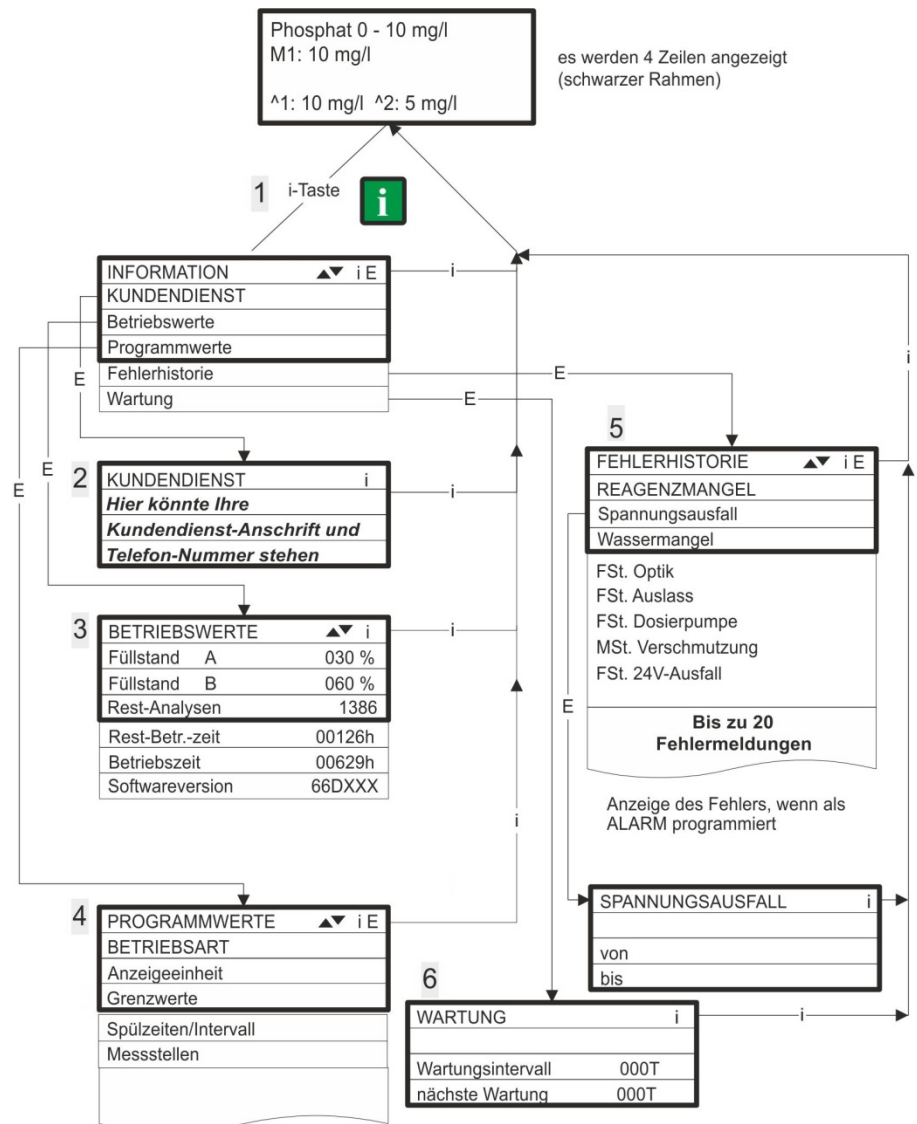 Phosphat 0 - 10 mg/l
M1: 10 mg/l
^1: 10 mg/l ^2: 5 mg/l
es werden 4 Zeilen angezeigt
(schwarzer Rahmen)
1 i-Taste i
INFORMATION ▲▼ i E
KUNDENDIENST
Betriebswerte
Programmwerte
Fehlerhistorie
Wartung
i
E
E
E
E
E
i
2
KUNDENDIENST i
Hier könnte Ihre
Kundendienst-Anschrift und
Telefon-Nummer stehen
i
3
BETRIEBSWERTE ▲▼ i
Füllstand A 030 %
Füllstand B 060 %
Rest-Analysen 1386
Rest-Betr.-zeit 00126h
Betriebszeit 00629h
Softwareversion 66DXXX
i
4
PROGRAMMWERTE ▲▼ i E
BETRIEBSART
Anzeigeeinheit
Grenzwerte
Spülzeiten/Intervall
Messstellen
i
5
FEHLERHISTORIE ▲▼ i E
REAGENZMANGEL
Spannungsausfall
Wassermangel
FSt. Optik
FSt. Auslass
FSt. Dosierpumpe
MSt. Verschmutzung
FSt. 24V-Ausfall
Bis zu 20
Fehlermeldungen
E
Anzeige des Fehlers, wenn als
ALARM programmiert
SPANNUNGSAUSFALL i
von
bis
6
WARTUNG i
Wartungsintervall 000T
nächste Wartung 000T
i